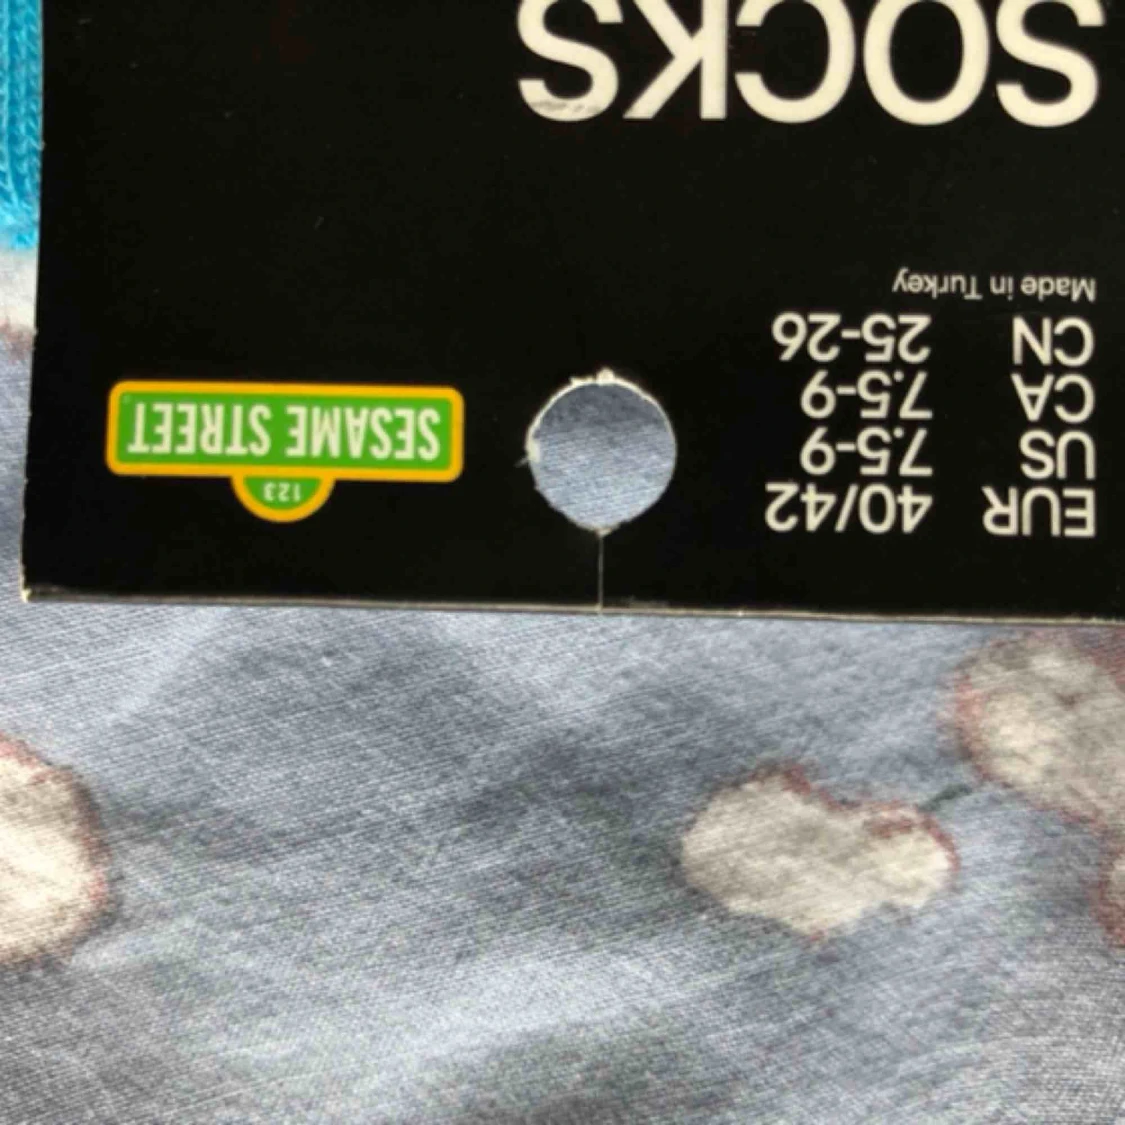 EUR 40/42
US 7.5-9
CA 7.5-9
CN 25-26
Made in Turkey
123
SESAME STREET
SOCKS